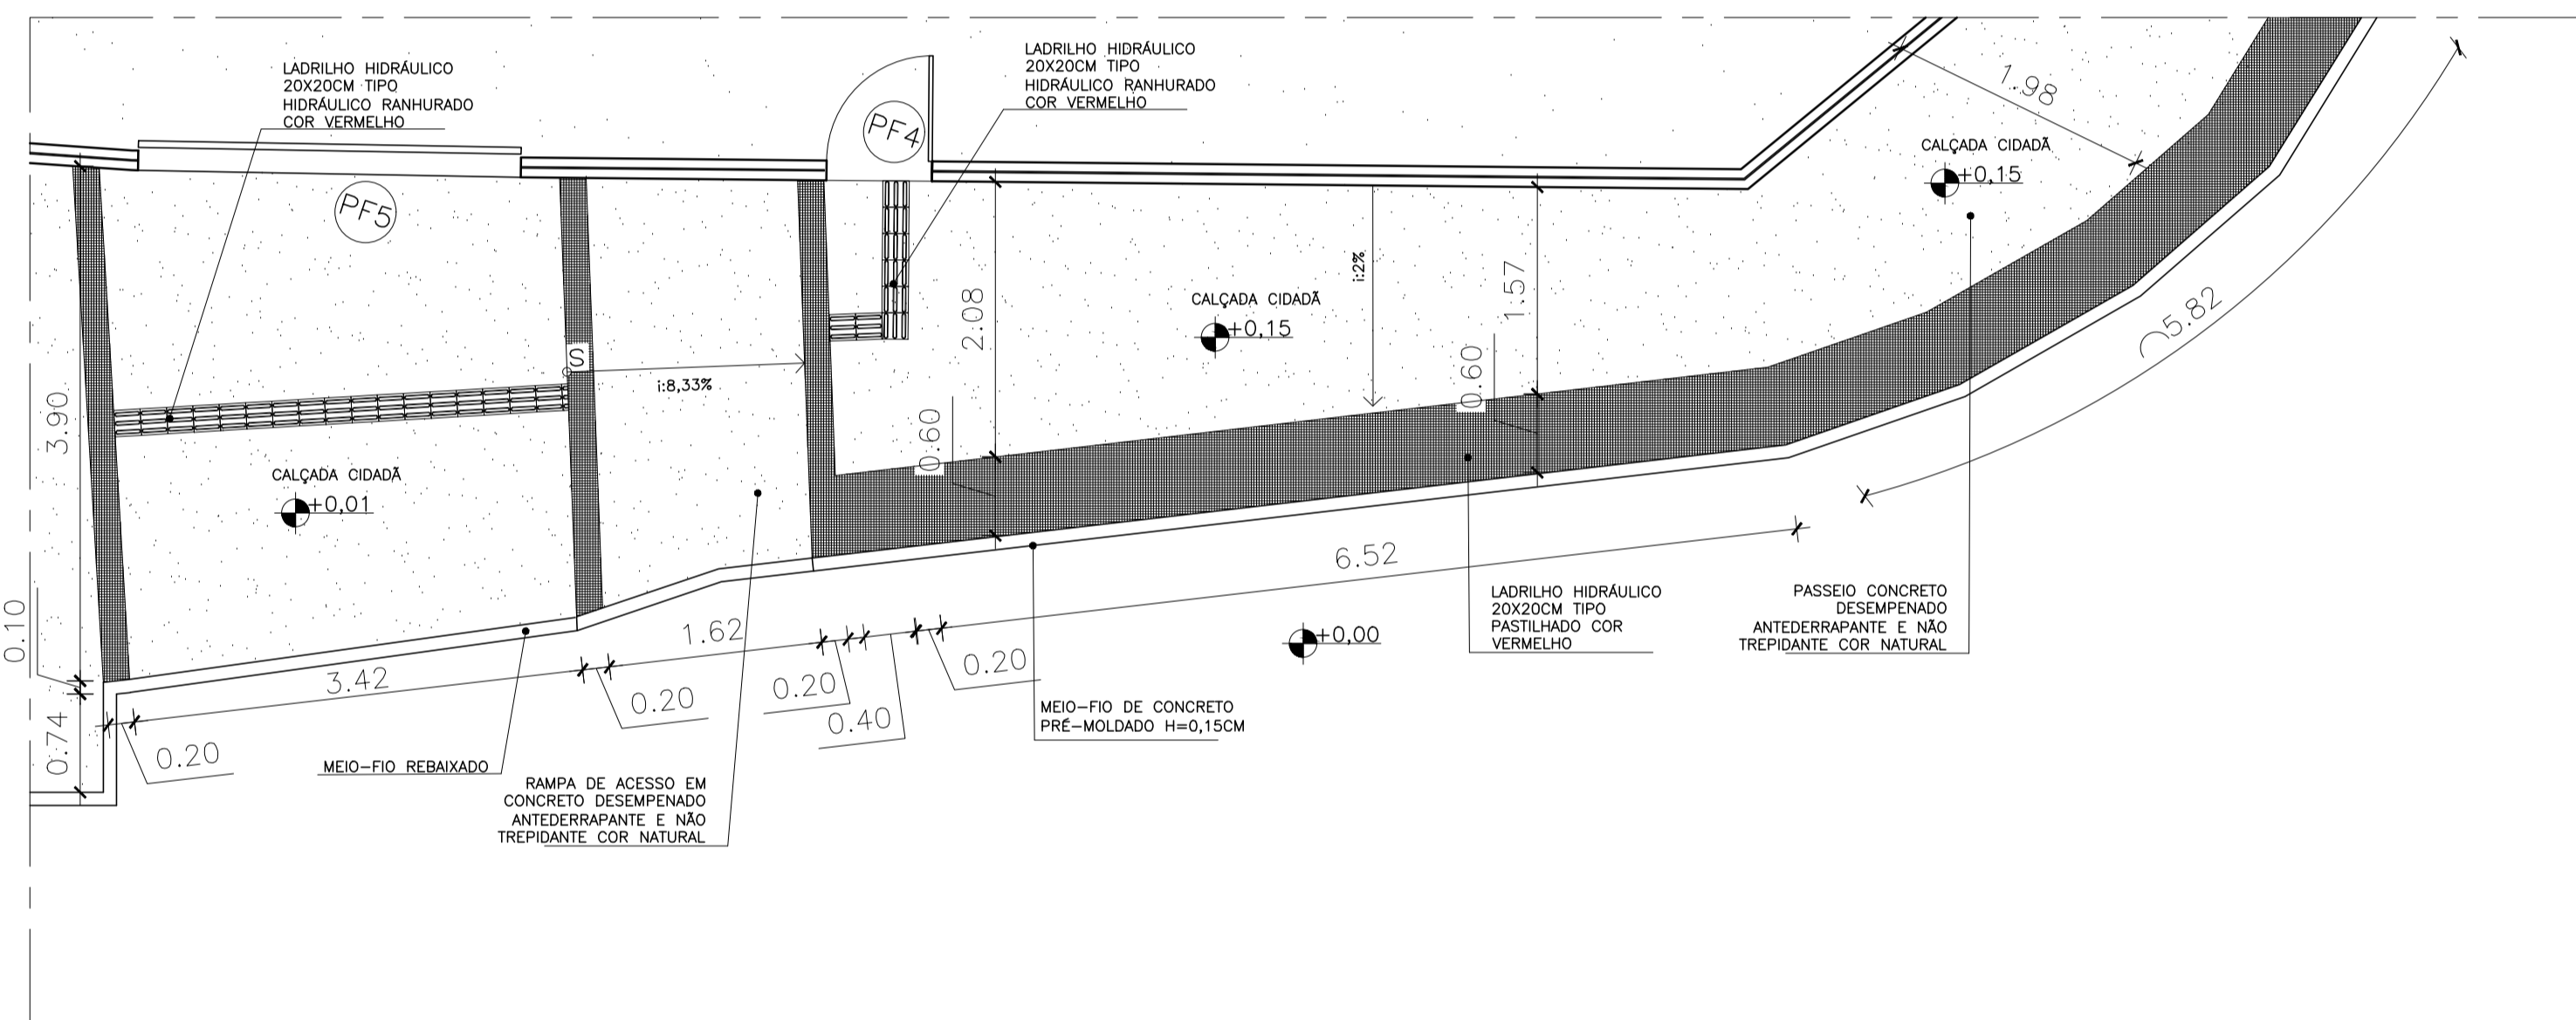 LADRILHO HIDRÁULICO
20X20CM TIPO
HIDRÁULICO RANHURADO
COR VERMELHO
LADRILHO HIDRÁULICO
20X20CM TIPO
HIDRÁULICO RANHURADO
COR VERMELHO
PF4
PF5
1.98
CALÇADA CIDADÃ
+0,15
i:2%
1.57
2.08
CALÇADA CIDADÃ
+0,15
5.82
S
i:8,33%
0.60
0.60
3.90
CALÇADA CIDADÃ
+0,01
6.52
0.10
1.62
+0,00
LADRILHO HIDRÁULICO
20X20CM TIPO
PASTILHADO COR
VERMELHO
PASSEIO CONCRETO
DESEMPENADO
ANTEDERRAPANTE E NÃO
TREPIDANTE COR NATURAL
3.42
0.20
0.20
0.20
0.40
0.74
0.20
MEIO-FIO DE CONCRETO
PRÉ-MOLDADO H=0,15CM
MEIO-FIO REBAIXADO
RAMPA DE ACESSO EM
CONCRETO DESEMPENADO
ANTEDERRAPANTE E NÃO
TREPIDANTE COR NATURAL